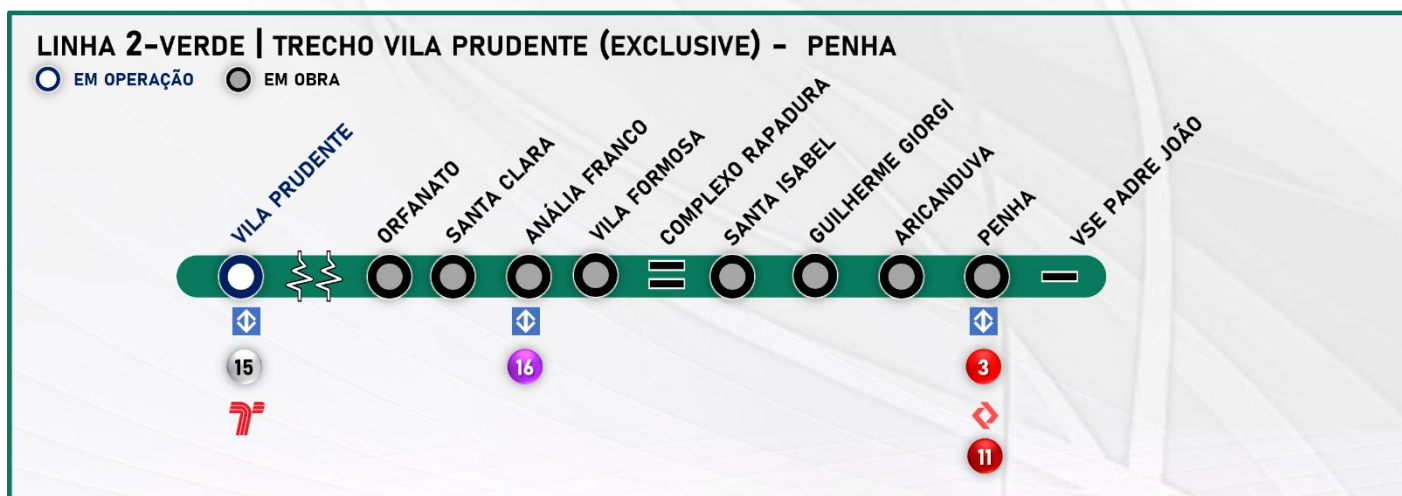 LINHA 2-VERDE | TRECHO VILA PRUDENTE (EXCLUSIVE) - PENHA
EM OPERAÇÃO
EM OBRA
VILA PRUDENTE
ORFANATO
SANTA CLARA
ANÁLIA FRANCO
VILA FORMOSA
COMPLEXO RAPADURA
SANTA ISABEL
GUILHERME GIORGI
ARICANDUVA
PENHA
VSE PADRE JOÃO
15
16
3
11